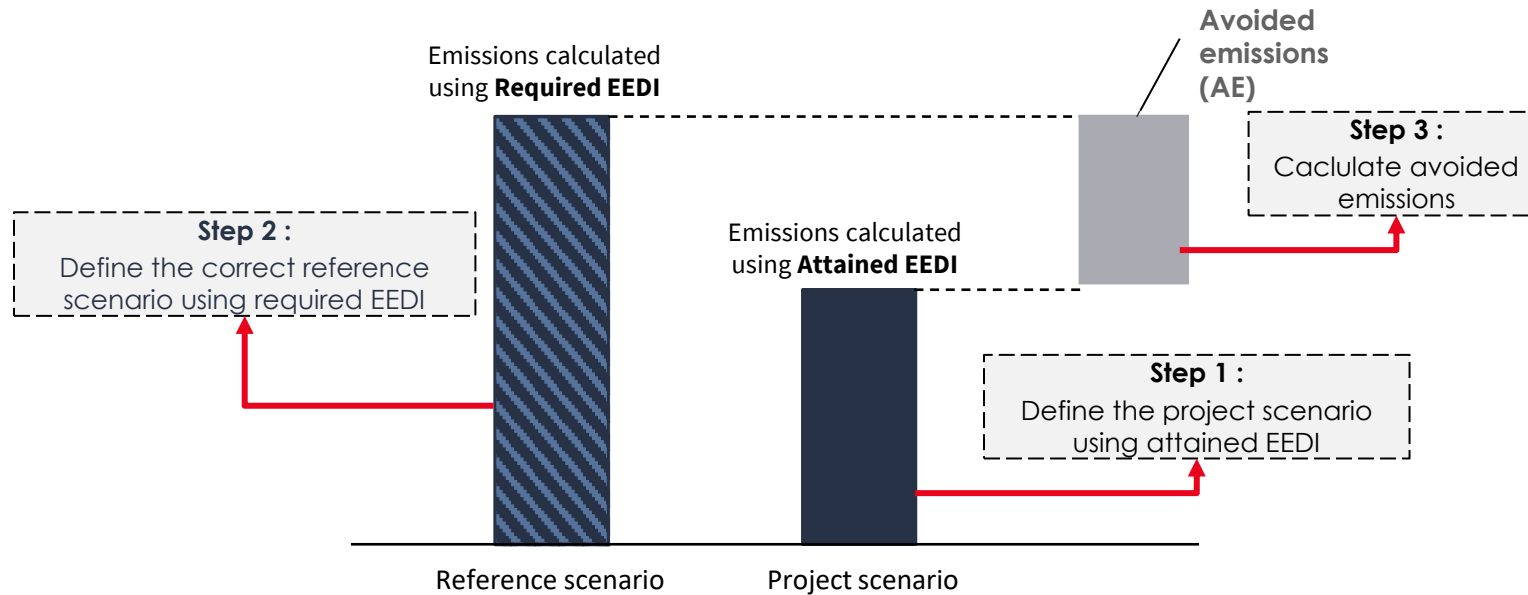 Avoided
emissions
(AE)
Emissions calculated
using Required EEDI
Step 3 :
Caclulate avoided
emissions
Step 2 :
Define the correct reference
scenario using required EEDI
Emissions calculated
using Attained EEDI
Step 1 :
Define the project scenario
using attained EEDI
Reference scenario
Project scenario